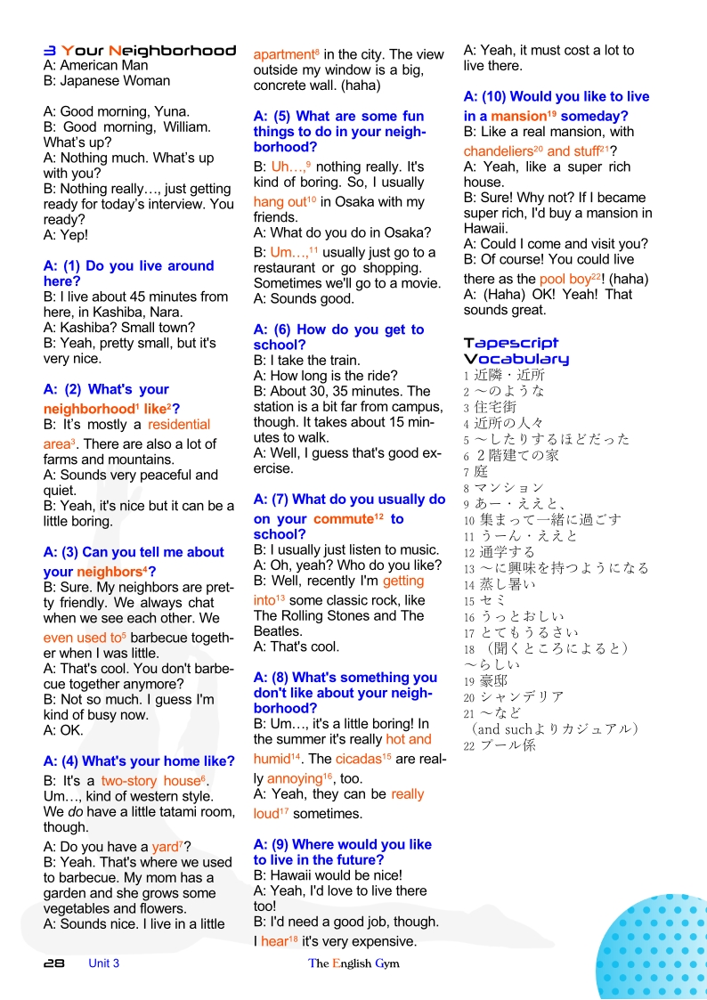 3 Your Neighborhood
A: American Man
B: Japanese Woman
A: Good morning, Yuna.
B: Good morning, William.
What's up?
A: Nothing much. What's up
with you?
B: Nothing really…, just getting
ready for today's interview. You
ready?
A: Yep!
A: (1) Do you live around
here?
B: I live about 45 minutes from
here, in Kashiba, Nara.
A: Kashiba? Small town?
B: Yeah, pretty small, but it's
very nice.
A: (2) What's your
neighborhood¹ like²?
B: It's mostly a residential
area³. There are also a lot of
farms and mountains.
A: Sounds very peaceful and
quiet.
B: Yeah, it's nice but it can be a
little boring.
A: (3) Can you tell me about
your neighbors⁴?
B: Sure. My neighbors are pret-
ty friendly. We always chat
when we see each other. We
even used to⁵ barbecue togeth-
er when I was little.
A: That's cool. You don't barbe-
cue together anymore?
B: Not so much. I guess I'm
kind of busy now.
A: OK.
A: (4) What's your home like?
B: It's a two-story house⁶.
Um…, kind of western style.
We do have a little tatami room,
though.
A: Do you have a yard⁷?
B: Yeah. That's where we used
to barbecue. My mom has a
garden and she grows some
vegetables and flowers.
A: Sounds nice. I live in a little
apartment⁸ in the city. The view
outside my window is a big,
concrete wall. (haha)
A: (5) What are some fun
things to do in your neigh-
borhood?
B: Uh…,⁹ nothing really. It's
kind of boring. So, I usually
hang out¹⁰ in Osaka with my
friends.
A: What do you do in Osaka?
B: Um…,¹¹ usually just go to a
restaurant or go shopping.
Sometimes we'll go to a movie.
A: Sounds good.
A: (6) How do you get to
school?
B: I take the train.
A: How long is the ride?
B: About 30, 35 minutes. The
station is a bit far from campus,
though. It takes about 15 min-
utes to walk.
A: Well, I guess that's good ex-
ercise.
A: (7) What do you usually do
on your commute¹² to
school?
B: I usually just listen to music.
A: Oh, yeah? Who do you like?
B: Well, recently I'm getting
into¹³ some classic rock, like
The Rolling Stones and The
Beatles.
A: That's cool.
A: (8) What's something you
don't like about your neigh-
borhood?
B: Um…, it's a little boring! In
the summer it's really hot and
humid¹⁴. The cicadas¹⁵ are real-
ly annoying¹⁶, too.
A: Yeah, they can be really
loud¹⁷ sometimes.
A: (9) Where would you like
to live in the future?
B: Hawaii would be nice!
A: Yeah, I'd love to live there
too!
B: I'd need a good job, though.
I hear¹⁸ it's very expensive.
A: Yeah, it must cost a lot to
live there.
A: (10) Would you like to live
in a mansion¹⁹ someday?
B: Like a real mansion, with
chandeliers²⁰ and stuff²¹?
A: Yeah, like a super rich
house.
B: Sure! Why not? If I became
super rich, I'd buy a mansion in
Hawaii.
A: Could I come and visit you?
B: Of course! You could live
there as the pool boy²²! (haha)
A: (Haha) OK! Yeah! That
sounds great.
Tapescript
Vocabulary
1 近隣・近所
2 ～のような
3 住宅街
4 近所の人々
5 ～したりするほどだった
6 ２階建ての家
7 庭
8 マンション
9 あー・ええと、
10 集まって一緒に過ごす
11 うーん・ええと
12 通学する
13 ～に興味を持つようになる
14 蒸し暑い
15 セミ
16 うっとおしい
17 とてもうるさい
18 （聞くところによると）
～らしい
19 豪邸
20 シャンデリア
21 ～など
（and suchよりカジュアル）
22 プール係
28 Unit 3 The English Gym